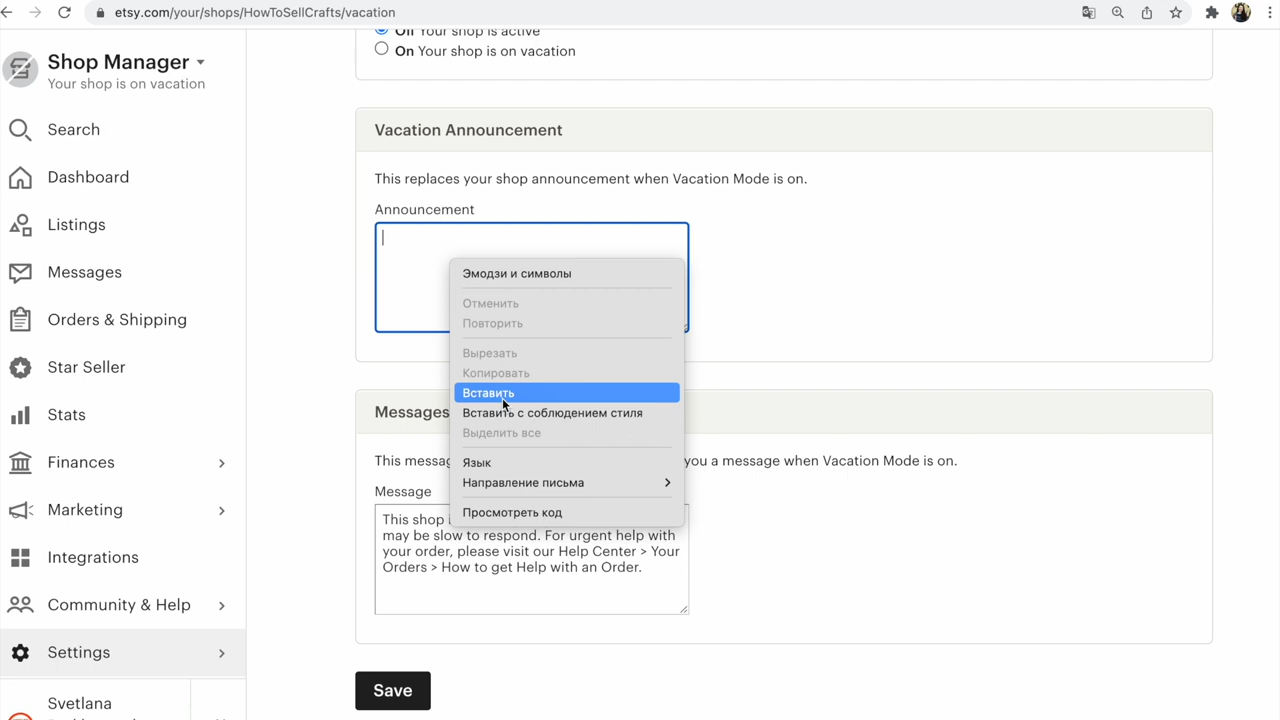 etsy.com/your/shops/HowToSellCrafts/vacation
Shop Manager
Your shop is on vacation
Search
Dashboard
Listings
Messages
Orders & Shipping
Star Seller
Stats
Finances
Marketing
Integrations
Community & Help
Settings
Svetlana
Off Your shop is active
On Your shop is on vacation
Vacation Announcement
This replaces your shop announcement when Vacation Mode is on.
Announcement
Эмодзи и символы
Отменить
Повторить
Вырезать
Копировать
Вставить
Вставить с соблюдением стиля
Выделить все
Язык
Направление письма
Просмотреть код
Messages
This messag you a message when Vacation Mode is on.
Message
This shop i
may be slow to respond. For urgent help with
your order, please visit our Help Center > Your
Orders > How to get Help with an Order.
Save